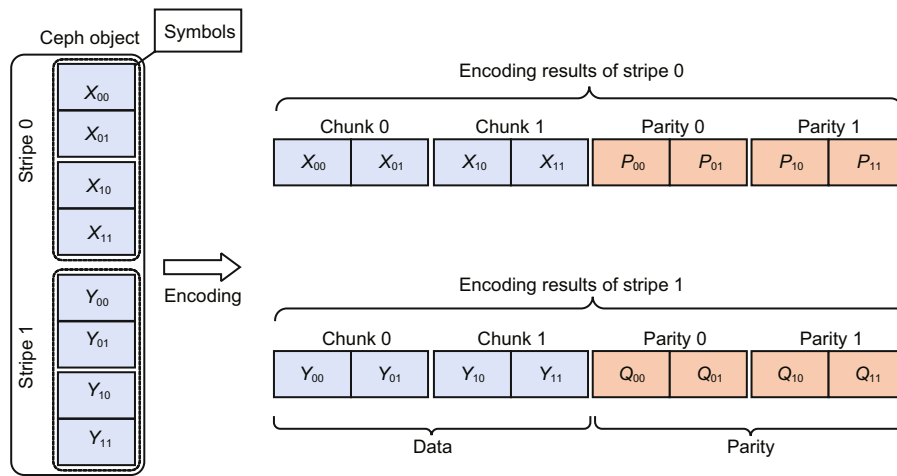 Ceph object
Symbols
Stripe 0
X₀₀
X₀₁
X₁₀
X₁₁
Stripe 1
Y₀₀
Y₀₁
Y₁₀
Y₁₁
Encoding
Encoding results of stripe 0
Chunk 0 Chunk 1 Parity 0 Parity 1
X₀₀ X₀₁ X₁₀ X₁₁ P₀₀ P₀₁ P₁₀ P₁₁
Encoding results of stripe 1
Chunk 0 Chunk 1 Parity 0 Parity 1
Y₀₀ Y₀₁ Y₁₀ Y₁₁ Q₀₀ Q₀₁ Q₁₀ Q₁₁
Data Parity